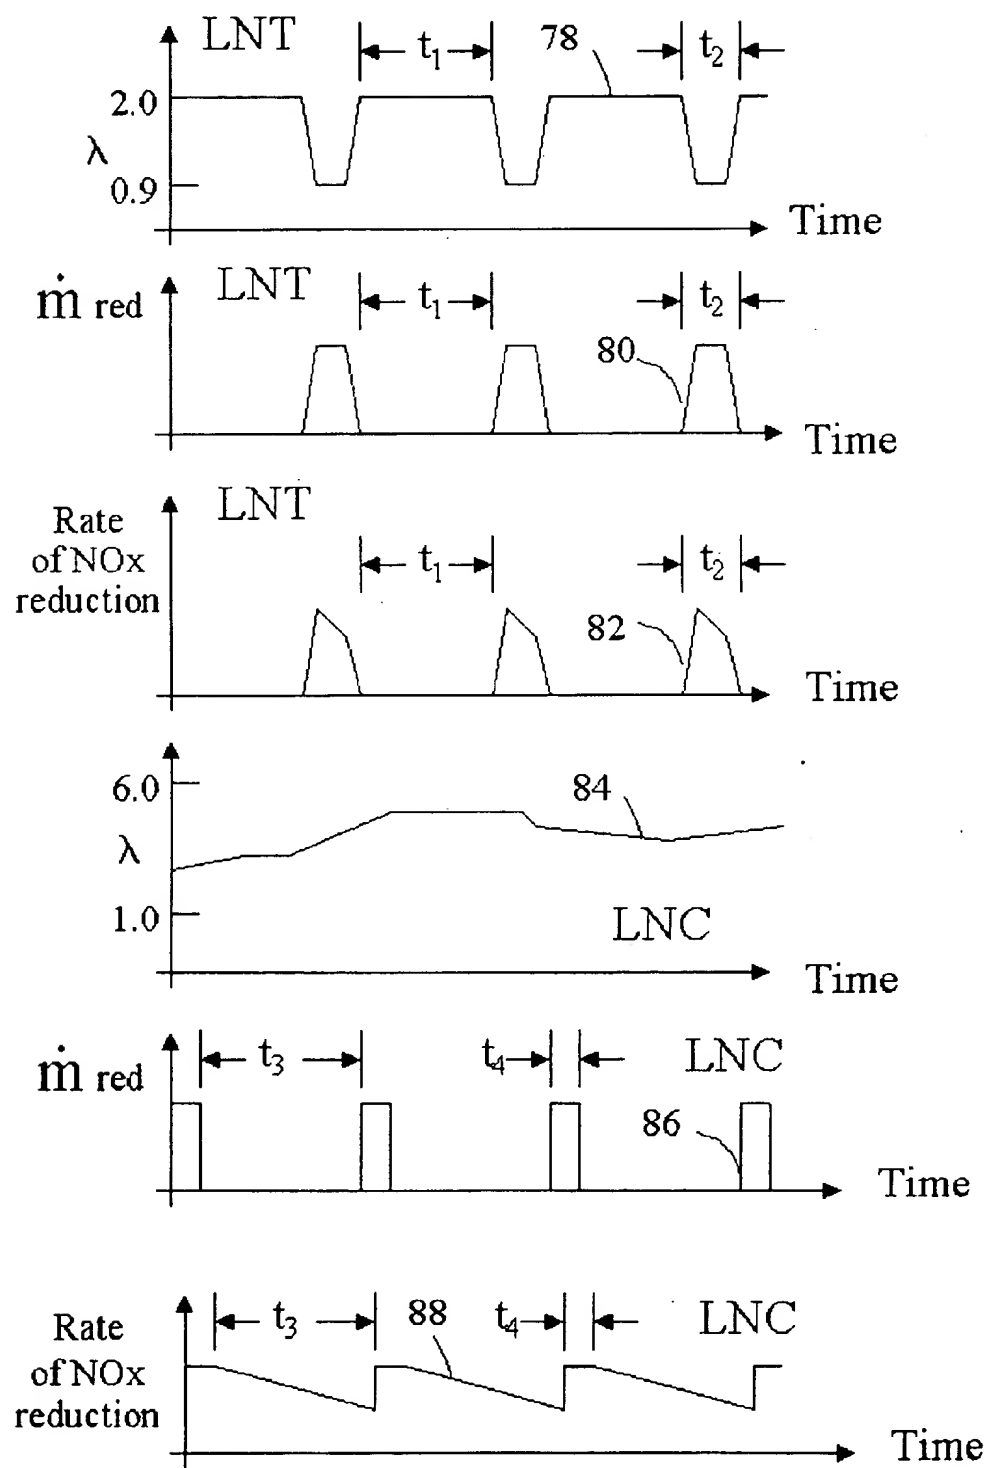 LNT
t1
78
t2
2.0
λ
0.9
Time
ṁ red
LNT
t1
t2
80
Time
LNT
Rate
of NOx
reduction
t1
t2
82
Time
6.0
84
λ
1.0
LNC
Time
ṁ red
t3
t4
LNC
86
Time
Rate
of NOx
reduction
t3
88
t4
LNC
Time